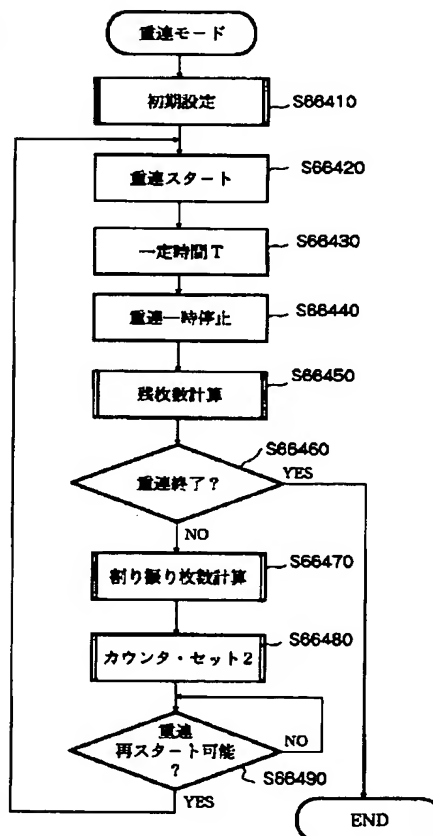 重連モード
初期設定
S66410
重連スタート
S66420
一定時間T
S66430
重連一時停止
S66440
残枚数計算
S66450
S66460
重連終了?
YES
NO
割り振り枚数計算
S66470
カウンタ・セット2
S66480
重連
再スタート可能
?
NO
S66490
YES
END